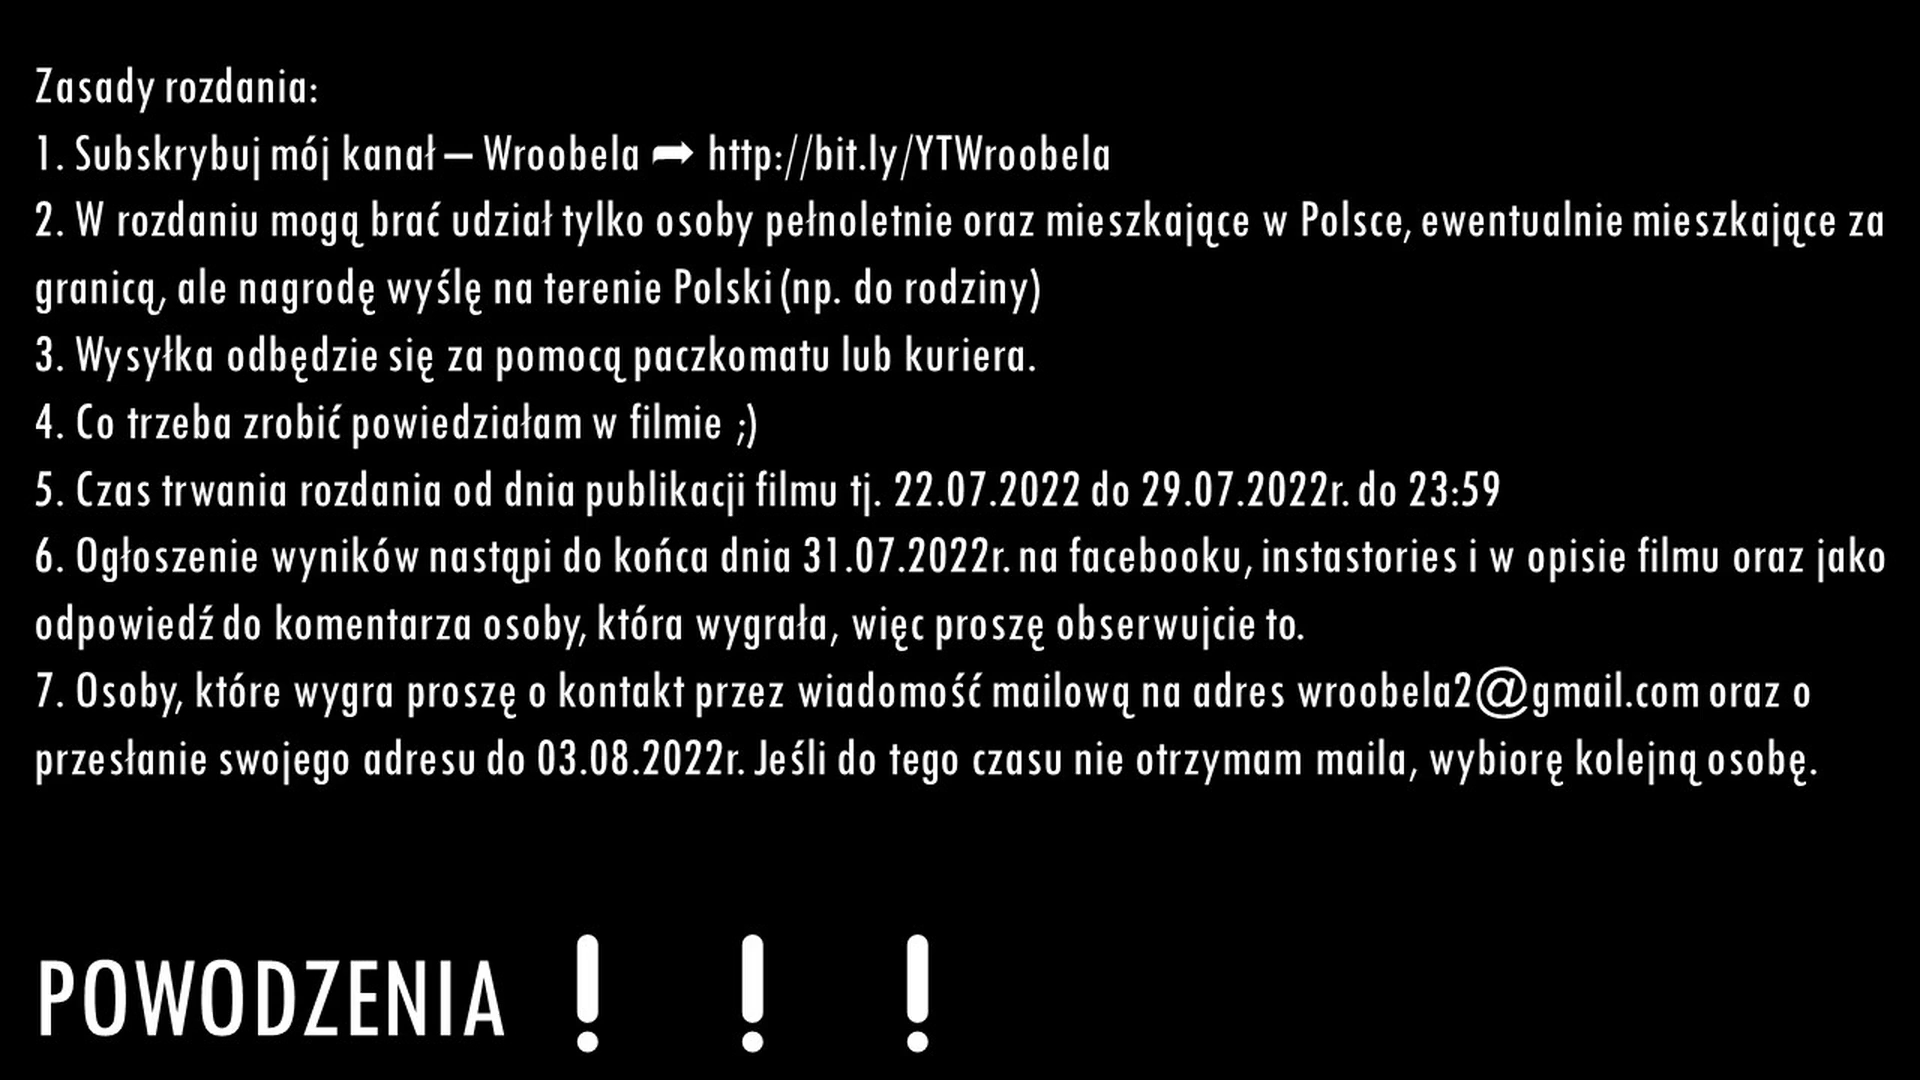 Zasady rozdania:
1. Subskrybuj mój kanał – Wroobela ➦ http://bit.ly/YTWroobela
2. W rozdaniu mogą brać udział tylko osoby pełnoletnie oraz mieszkające w Polsce, ewentualnie mieszkające za
granicą, ale nagrodę wyślę na terenie Polski (np. do rodziny)
3. Wysyłka odbędzie się za pomocą paczkomatu lub kuriera.
4. Co trzeba zrobić powiedziałam w filmie ;)
5. Czas trwania rozdania od dnia publikacji filmu tj. 22.07.2022 do 29.07.2022r. do 23:59
6. Ogłoszenie wyników nastąpi do końca dnia 31.07.2022r. na facebooku, instastories i w opisie filmu oraz jako
odpowiedź do komentarza osoby, która wygrała, więc proszę obserwujcie to.
7. Osoby, które wygra proszę o kontakt przez wiadomość mailową na adres wroobela2@gmail.com oraz o
przesłanie swojego adresu do 03.08.2022r. Jeśli do tego czasu nie otrzymam maila, wybiorę kolejną osobę.
POWODZENIA ! ! !